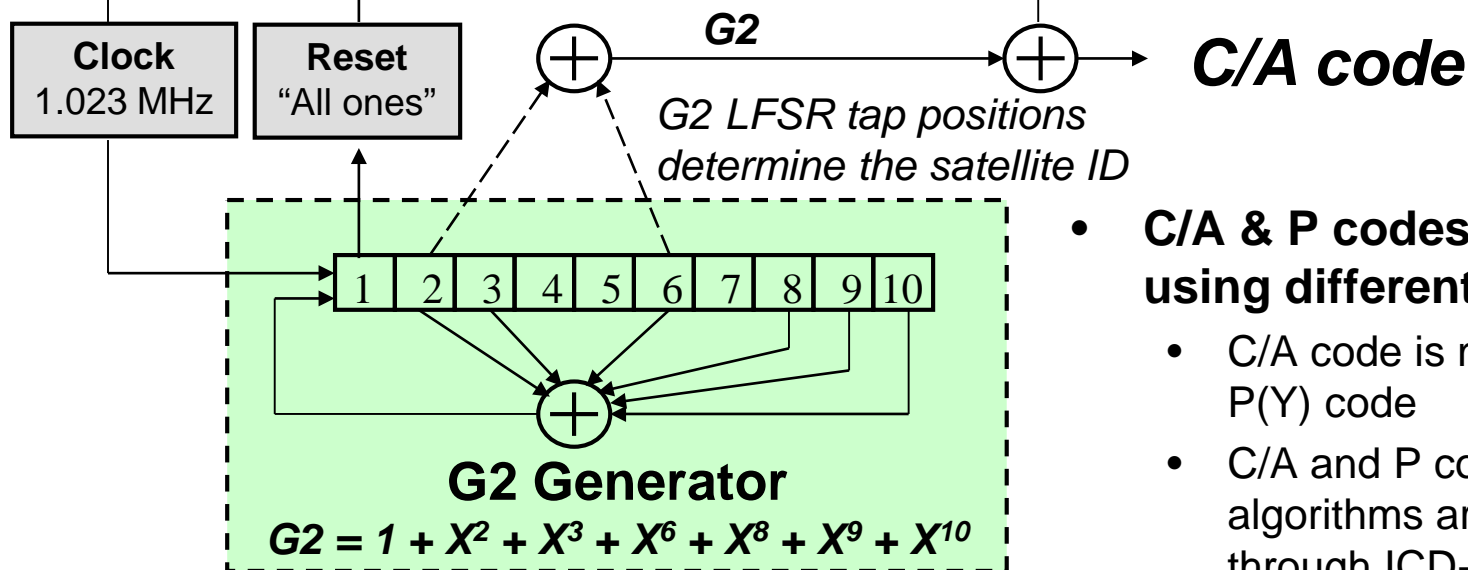 Clock
1.023 MHz
Reset
“All ones”
G2
C/A code
G2 LFSR tap positions
determine the satellite ID
1 2 3 4 5 6 7 8 9 10
G2 Generator
G2 = 1 + X² + X³ + X⁶ + X⁸ + X⁹ + X¹⁰
• C/A & P codes
using different
• C/A code is
P(Y) code
• C/A and P
algorithms
through ICD-